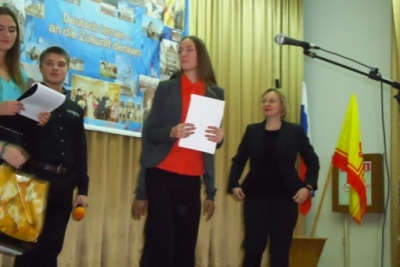 Deutsch lernen -
an die Zukunft denken!